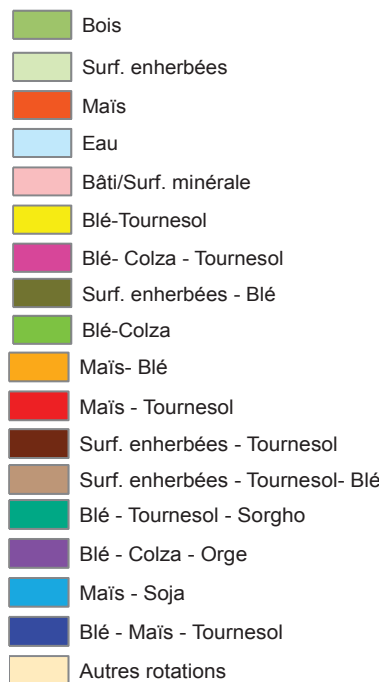 Bois
Surf. enherbées
Maïs
Eau
Bâti/Surf. minérale
Blé-Tournesol
Blé- Colza - Tournesol
Surf. enherbées - Blé
Blé-Colza
Maïs- Blé
Maïs - Tournesol
Surf. enherbées - Tournesol
Surf. enherbées - Tournesol- Blé
Blé - Tournesol - Sorgho
Blé - Colza - Orge
Maïs - Soja
Blé - Maïs - Tournesol
Autres rotations